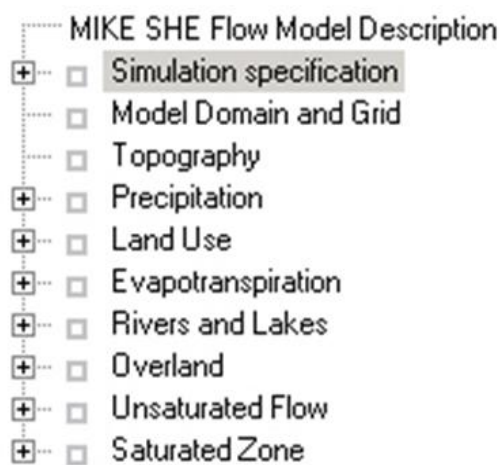 MIKE SHE Flow Model Description
Simulation specification
Model Domain and Grid
Topography
Precipitation
Land Use
Evapotranspiration
Rivers and Lakes
Overland
Unsaturated Flow
Saturated Zone